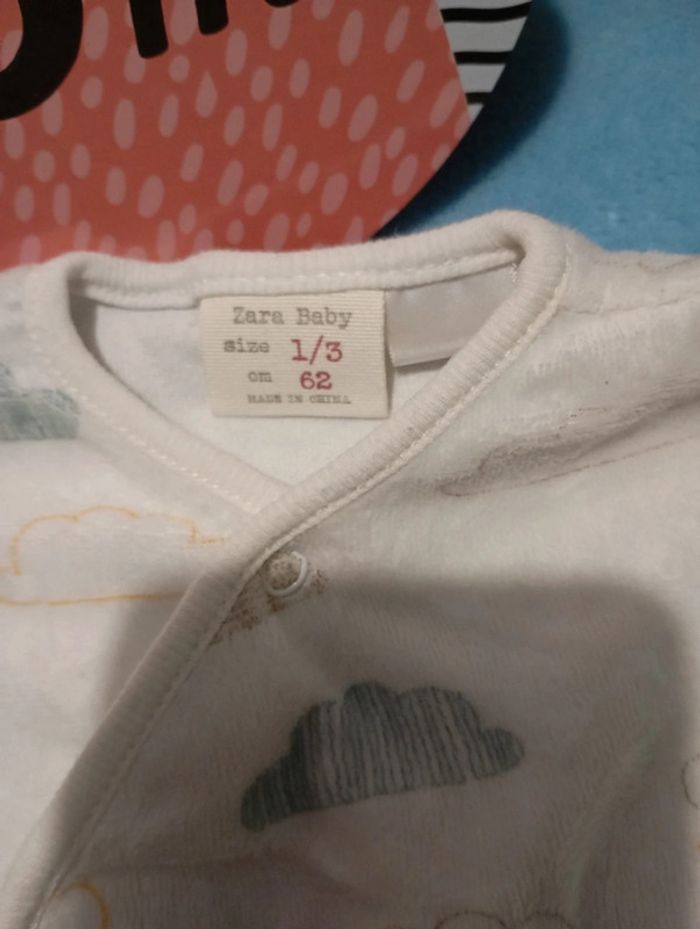 Zara Baby
size 1/3
cm 62
MADE IN CHINA